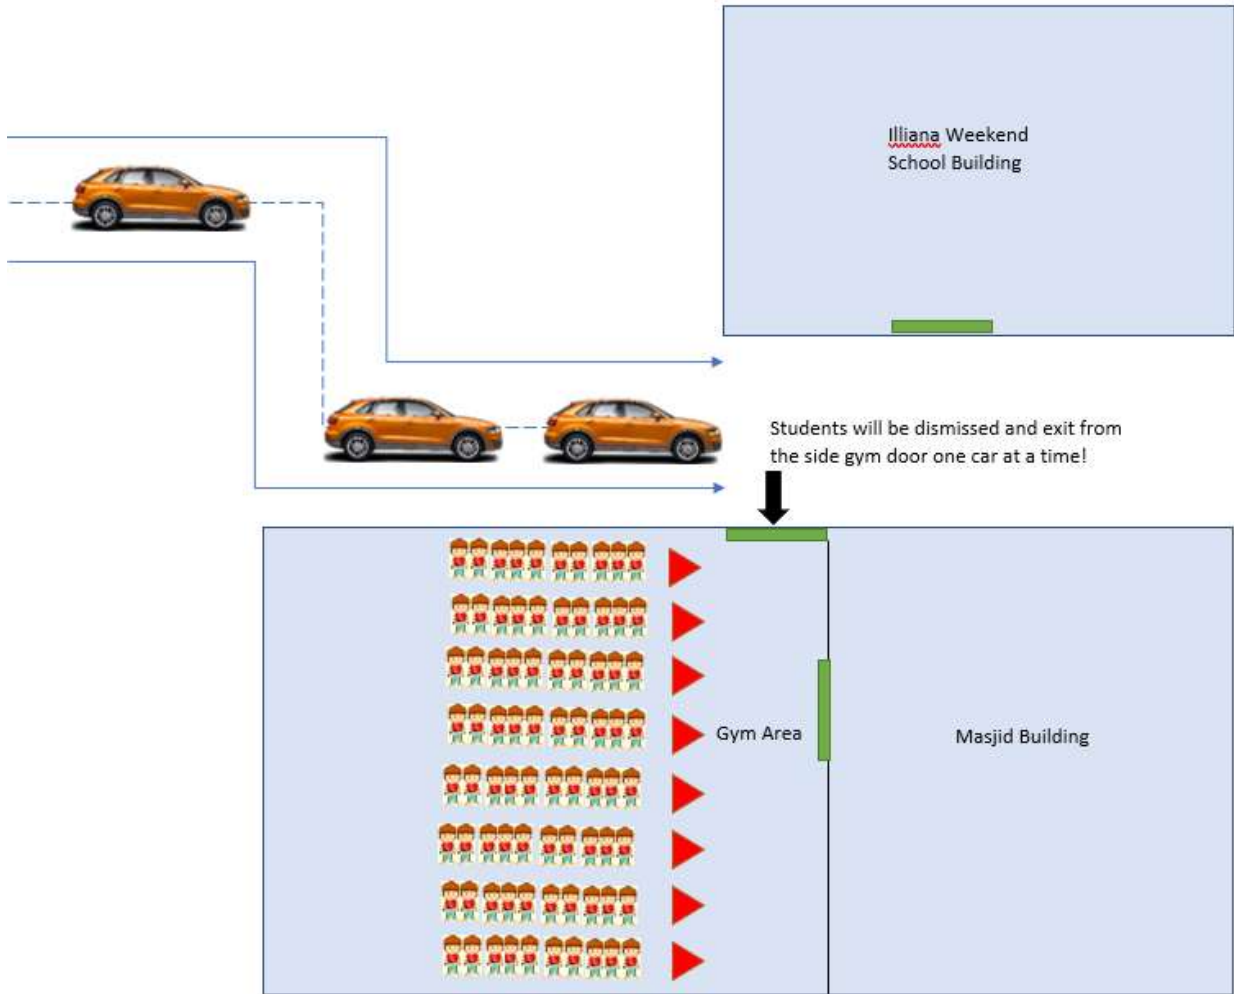 Illiana Weekend
School Building
Students will be dismissed and exit from
the side gym door one car at a time!
Gym Area
Masjid Building